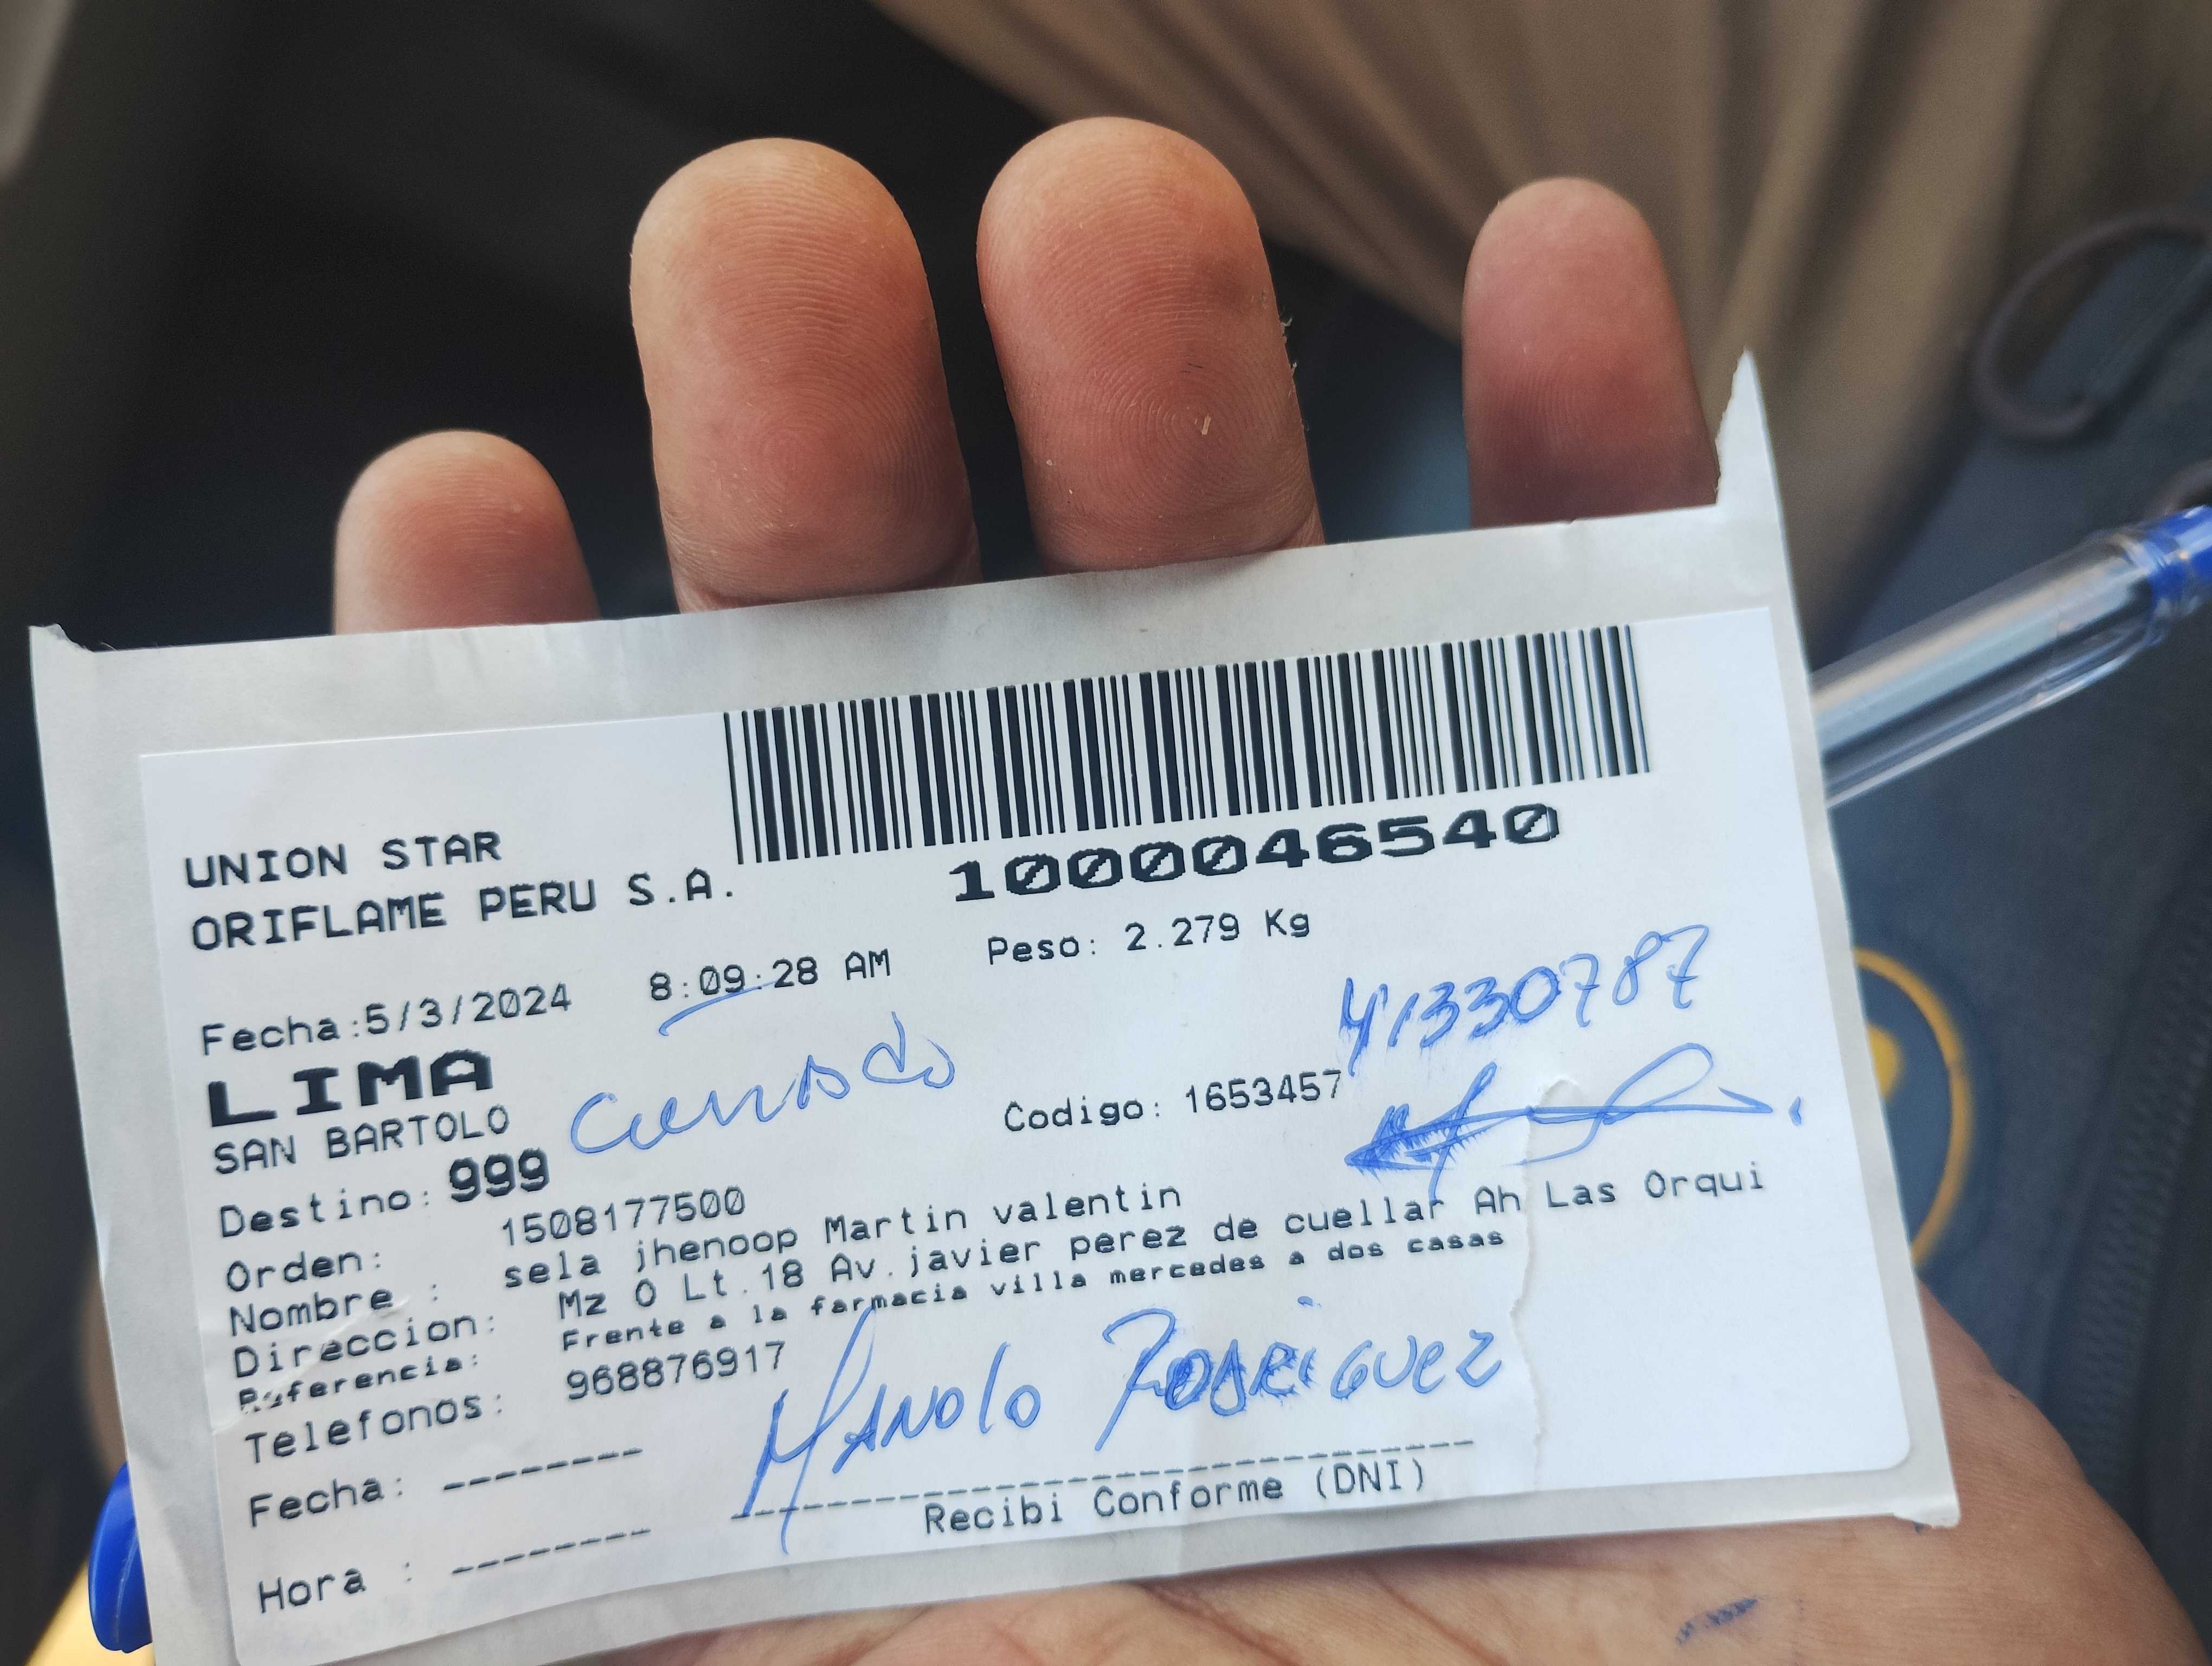 UNION STAR
ORIFLAME PERU S.A.
1000046540
Fecha:5/3/2024 8:09:28 AM Peso: 2.279 Kg
41330787
LIMA
SAN BARTOLO
Codigo: 1653457
Destino: 999
Orden: 1508177500
Nombre : sela jhenoop Martin valentin
Direccion: Mz O Lt.18 Av.javier perez de cuellar Ah Las Orqui
Referencia: Frente a la farmacia villa mercedes a dos casas
Telefonos: 968876917
MANOlO RODRiGUEZ
Fecha: --------
Recibi Conforme (DNI)
Hora : --------